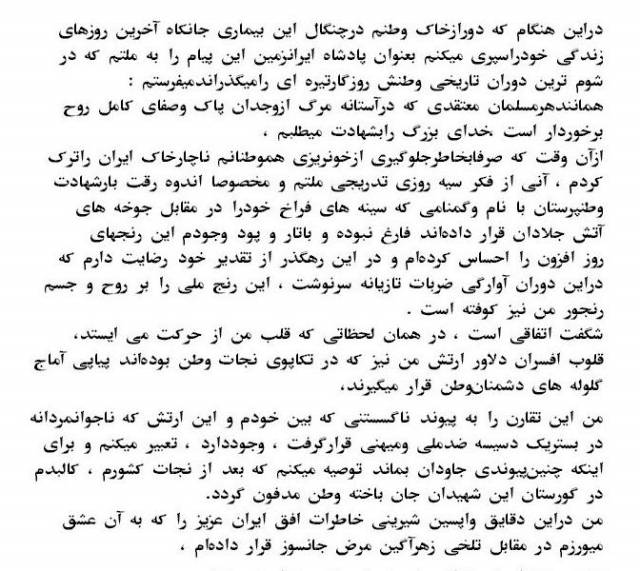 دراین هنگام که دورازخاک وطنم درچنگال این بیماری جانکاه آخرین روزهای
زندگی خودراسپری میکنم بعنوان پادشاه ایرانزمین این پیام را به ملتم که در
شوم ترین دوران تاریخی وطنش روزگارتیره ای رامیگذراندمیفرستم :
همانندهرمسلمان معتقدی که درآستانه مرگ ازوجدان پاک وصفای کامل روح
برخوردار است خدای بزرگ رابشهادت میطلبم ،
ازآن وقت که صرفابخاطرجلوگیری ازخونریزی هموطنانم ناچارخاک ایران راترک
کردم ، آنی از فکر سیه روزی تدریجی ملتم و مخصوصا اندوه رقت بارشهادت
وطنپرستان با نام وگمنامی که سینه های فراخ خودرا در مقابل جوخه های
آتش جلادان قرار داده‌اند فارغ نبوده و باتار و پود وجودم این رنجهای
روز افزون را احساس کرده‌ام و در این رهگذر از تقدیر خود رضایت دارم که
دراین دوران آوارگی ضربات تازیانه سرنوشت ، این رنج ملی را بر روح و جسم
رنجور من نیز کوفته است .
شگفت اتفاقی است ، در همان لحظاتی که قلب من از حرکت می ایستد،
قلوب افسران دلاور ارتش من نیز که در تکاپوی نجات وطن بوده‌اند پیاپی آماج
گلوله های دشمنان‌وطن قرار میگیرند،
من این تقارن را به پیوند ناگسستنی که بین خودم و این ارتش که ناجوانمردانه
در بستریک دسیسه ضدملی ومیهنی قرارگرفت ، وجوددارد ، تعبیر میکنم و برای
اینکه چنین‌پیوندی جاودان بماند توصیه میکنم که بعد از نجات کشورم ، کالبدم
در گورستان این شهیدان جان باخته وطن مدفون گردد.
من دراین دقایق واپسین شیرینی خاطرات افق ایران عزیز را که به آن عشق
میورزم در مقابل تلخی زهرآگین مرض جانسوز قرار داده‌ام ،